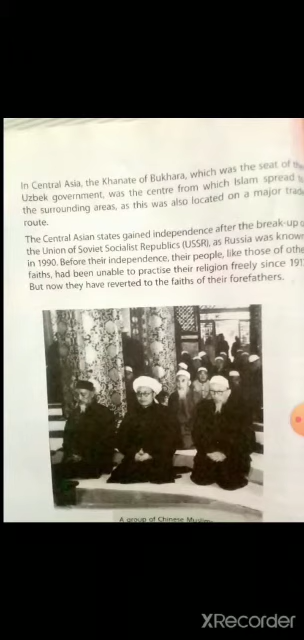 In Central Asia, the Khanate of Bukhara, which was the seat of the
Uzbek government, was the centre from which Islam spread to
the surrounding areas, as this was also located on a major trade
route.
The Central Asian states gained independence after the break-up
the Union of Soviet Socialist Republics (USSR), as Russia was known
in 1990. Before their independence, their people, like those of
faiths, had been unable to practise their religion freely since
But now they have reverted to the faiths of their forefathers.
A group of Chinese
XRecorder